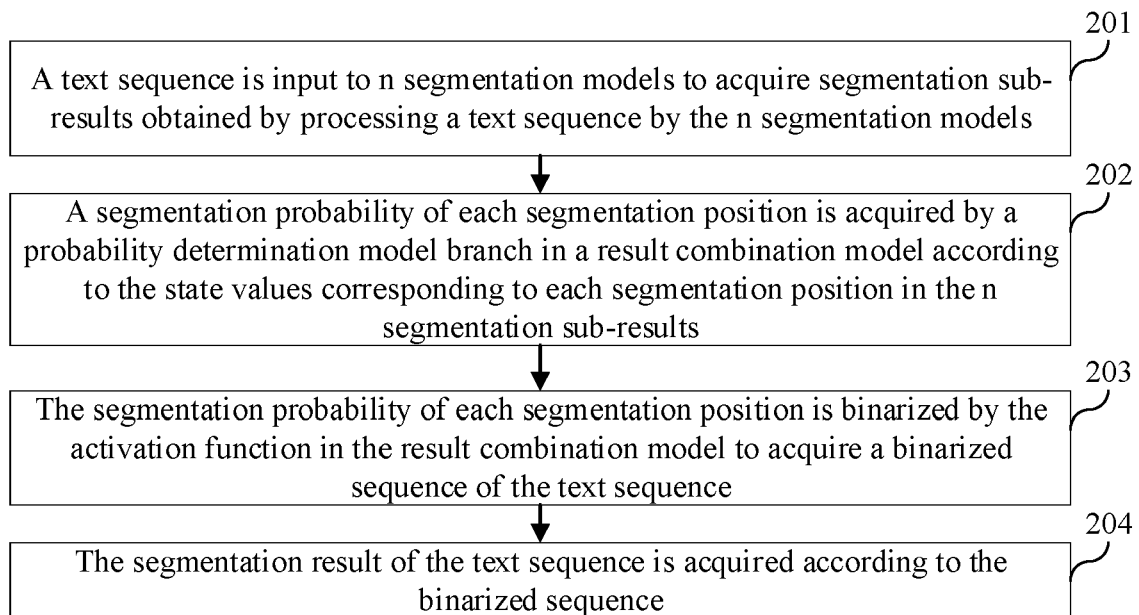 201
A text sequence is input to n segmentation models to acquire segmentation sub-
results obtained by processing a text sequence by the n segmentation models
202
A segmentation probability of each segmentation position is acquired by a
probability determination model branch in a result combination model according
to the state values corresponding to each segmentation position in the n
segmentation sub-results
203
The segmentation probability of each segmentation position is binarized by the
activation function in the result combination model to acquire a binarized
sequence of the text sequence
204
The segmentation result of the text sequence is acquired according to the
binarized sequence